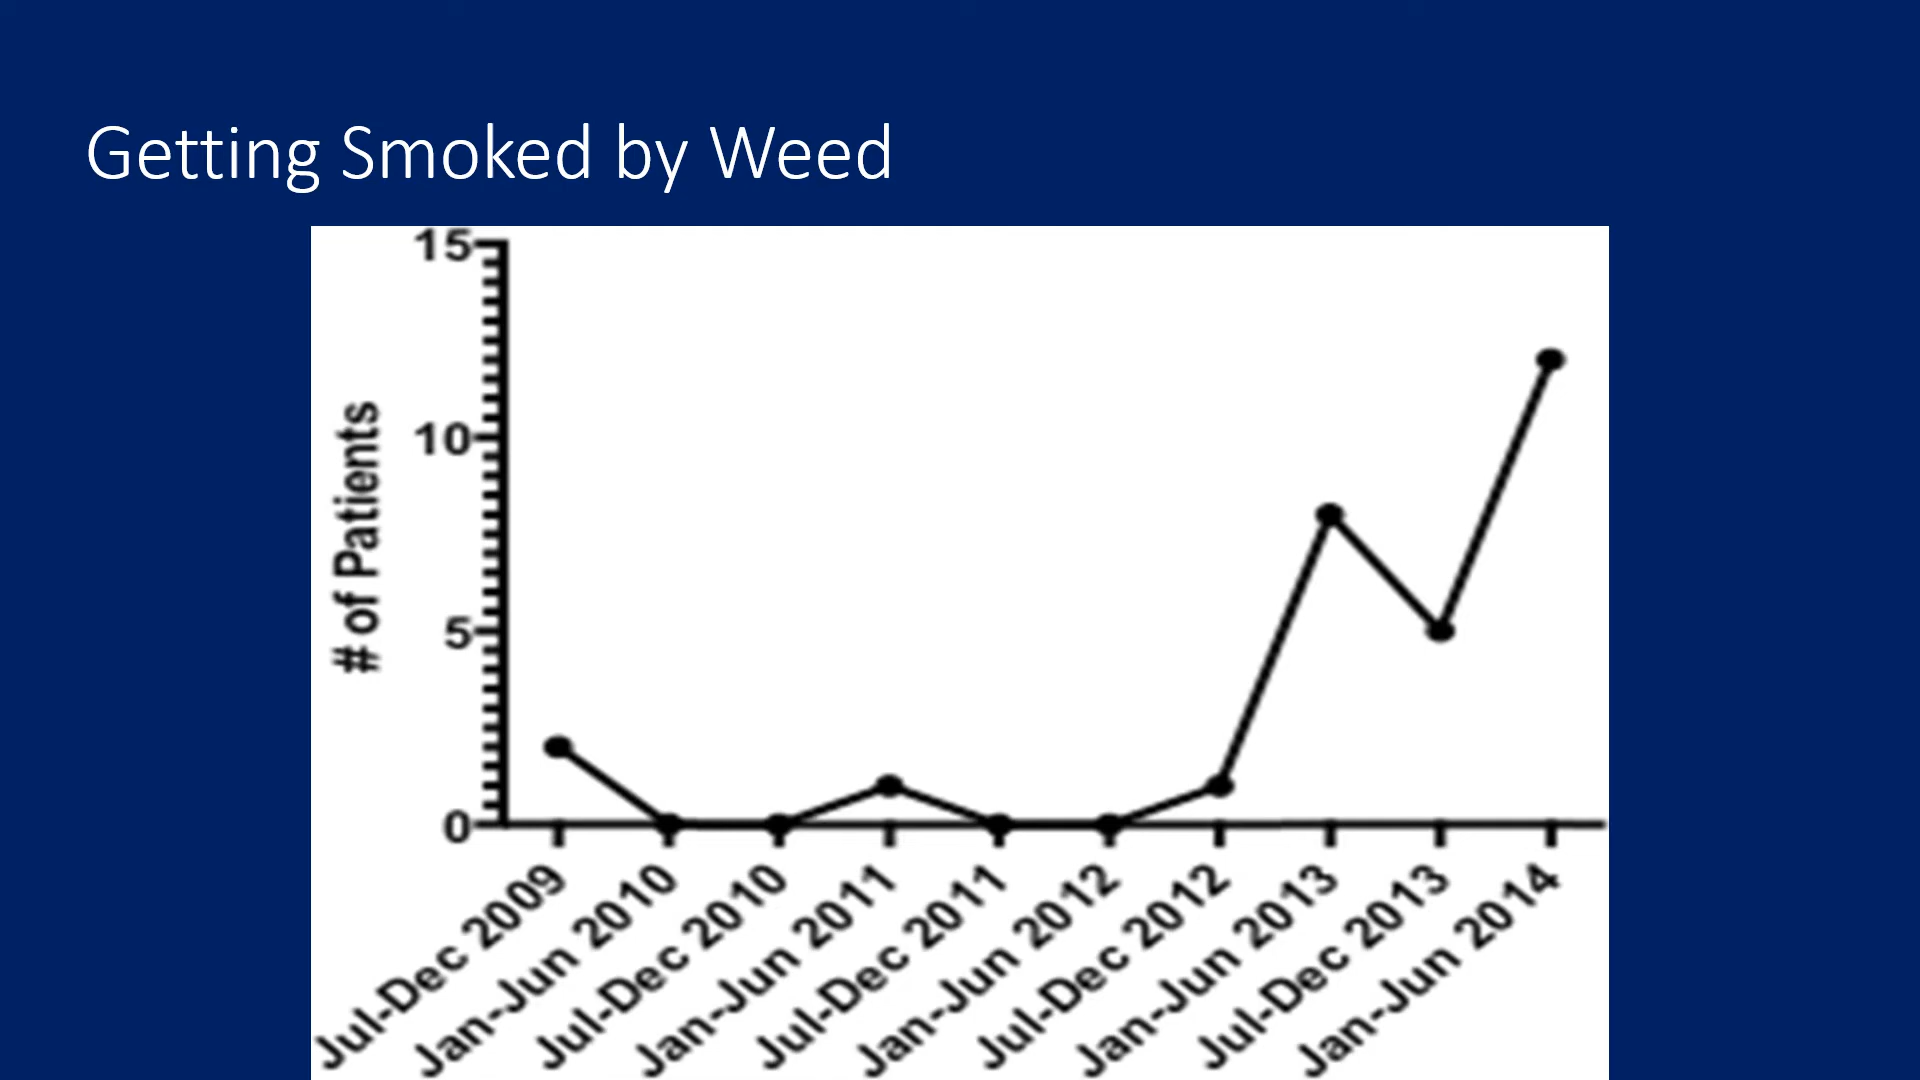 Getting Smoked by Weed
15
10
5
0
# of Patients
Jul-Dec 2009
Jan-Jun 2010
Jul-Dec 2010
Jan-Jun 2011
Jul-Dec 2011
Jan-Jun 2012
Jul-Dec 2012
Jan-Jun 2013
Jul-Dec 2013
Jan-Jun 2014